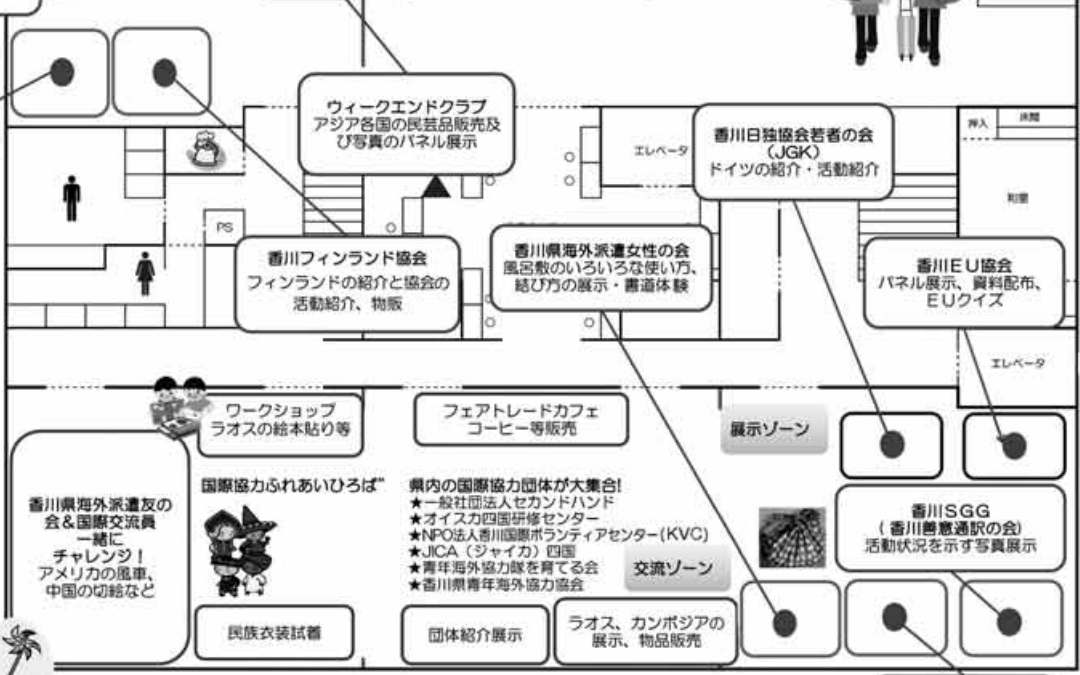 ウィークエンドクラブ
アジア各国の民芸品販売及
び写真のパネル展示
香川日独協会若者の会
（JGK）
ドイツの紹介・活動紹介
エレベータ
押入
床間
和室
PS
香川フィンランド協会
フィンランドの紹介と協会の
活動紹介、物販
香川県海外派遣女性の会
風呂敷のいろいろな使い方、
結び方の展示・書道体験
香川ＥＵ協会
パネル展示、資料配布、
ＥＵクイズ
エレベータ
ワークショップ
ラオスの絵本貼り等
フェアトレードカフェ
コーヒー等販売
展示ゾーン
香川県海外派遣友の
会＆国際交流員
一緒に
チャレンジ！
アメリカの風車、
中国の切絵など
国際協力ふれあいひろば”
県内の国際協力団体が大集合!
★一般社団法人セカンドハンド
★オイスカ四国研修センター
★NPO法人香川国際ボランティアセンター(KVC)
★JICA（ジャイカ）四国
★青年海外協力隊を育てる会
★香川県青年海外協力協会
交流ゾーン
香川ＳＧＧ
（香川善意通訳の会)
活動状況を示す写真展示
民族衣装試着
団体紹介展示
ラオス、カンボジアの
展示、物品販売